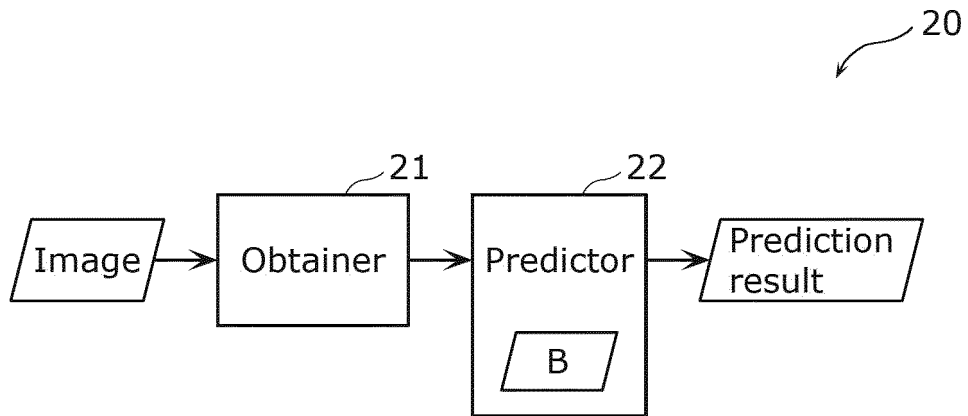 20
21
22
Image
Obtainer
Predictor
Prediction
result
B